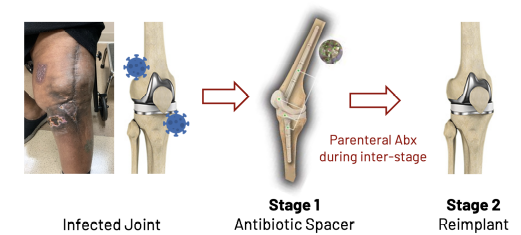 Parenteral Abx
during inter-stage
Infected Joint
Stage 1
Antibiotic Spacer
Stage 2
Reimplant